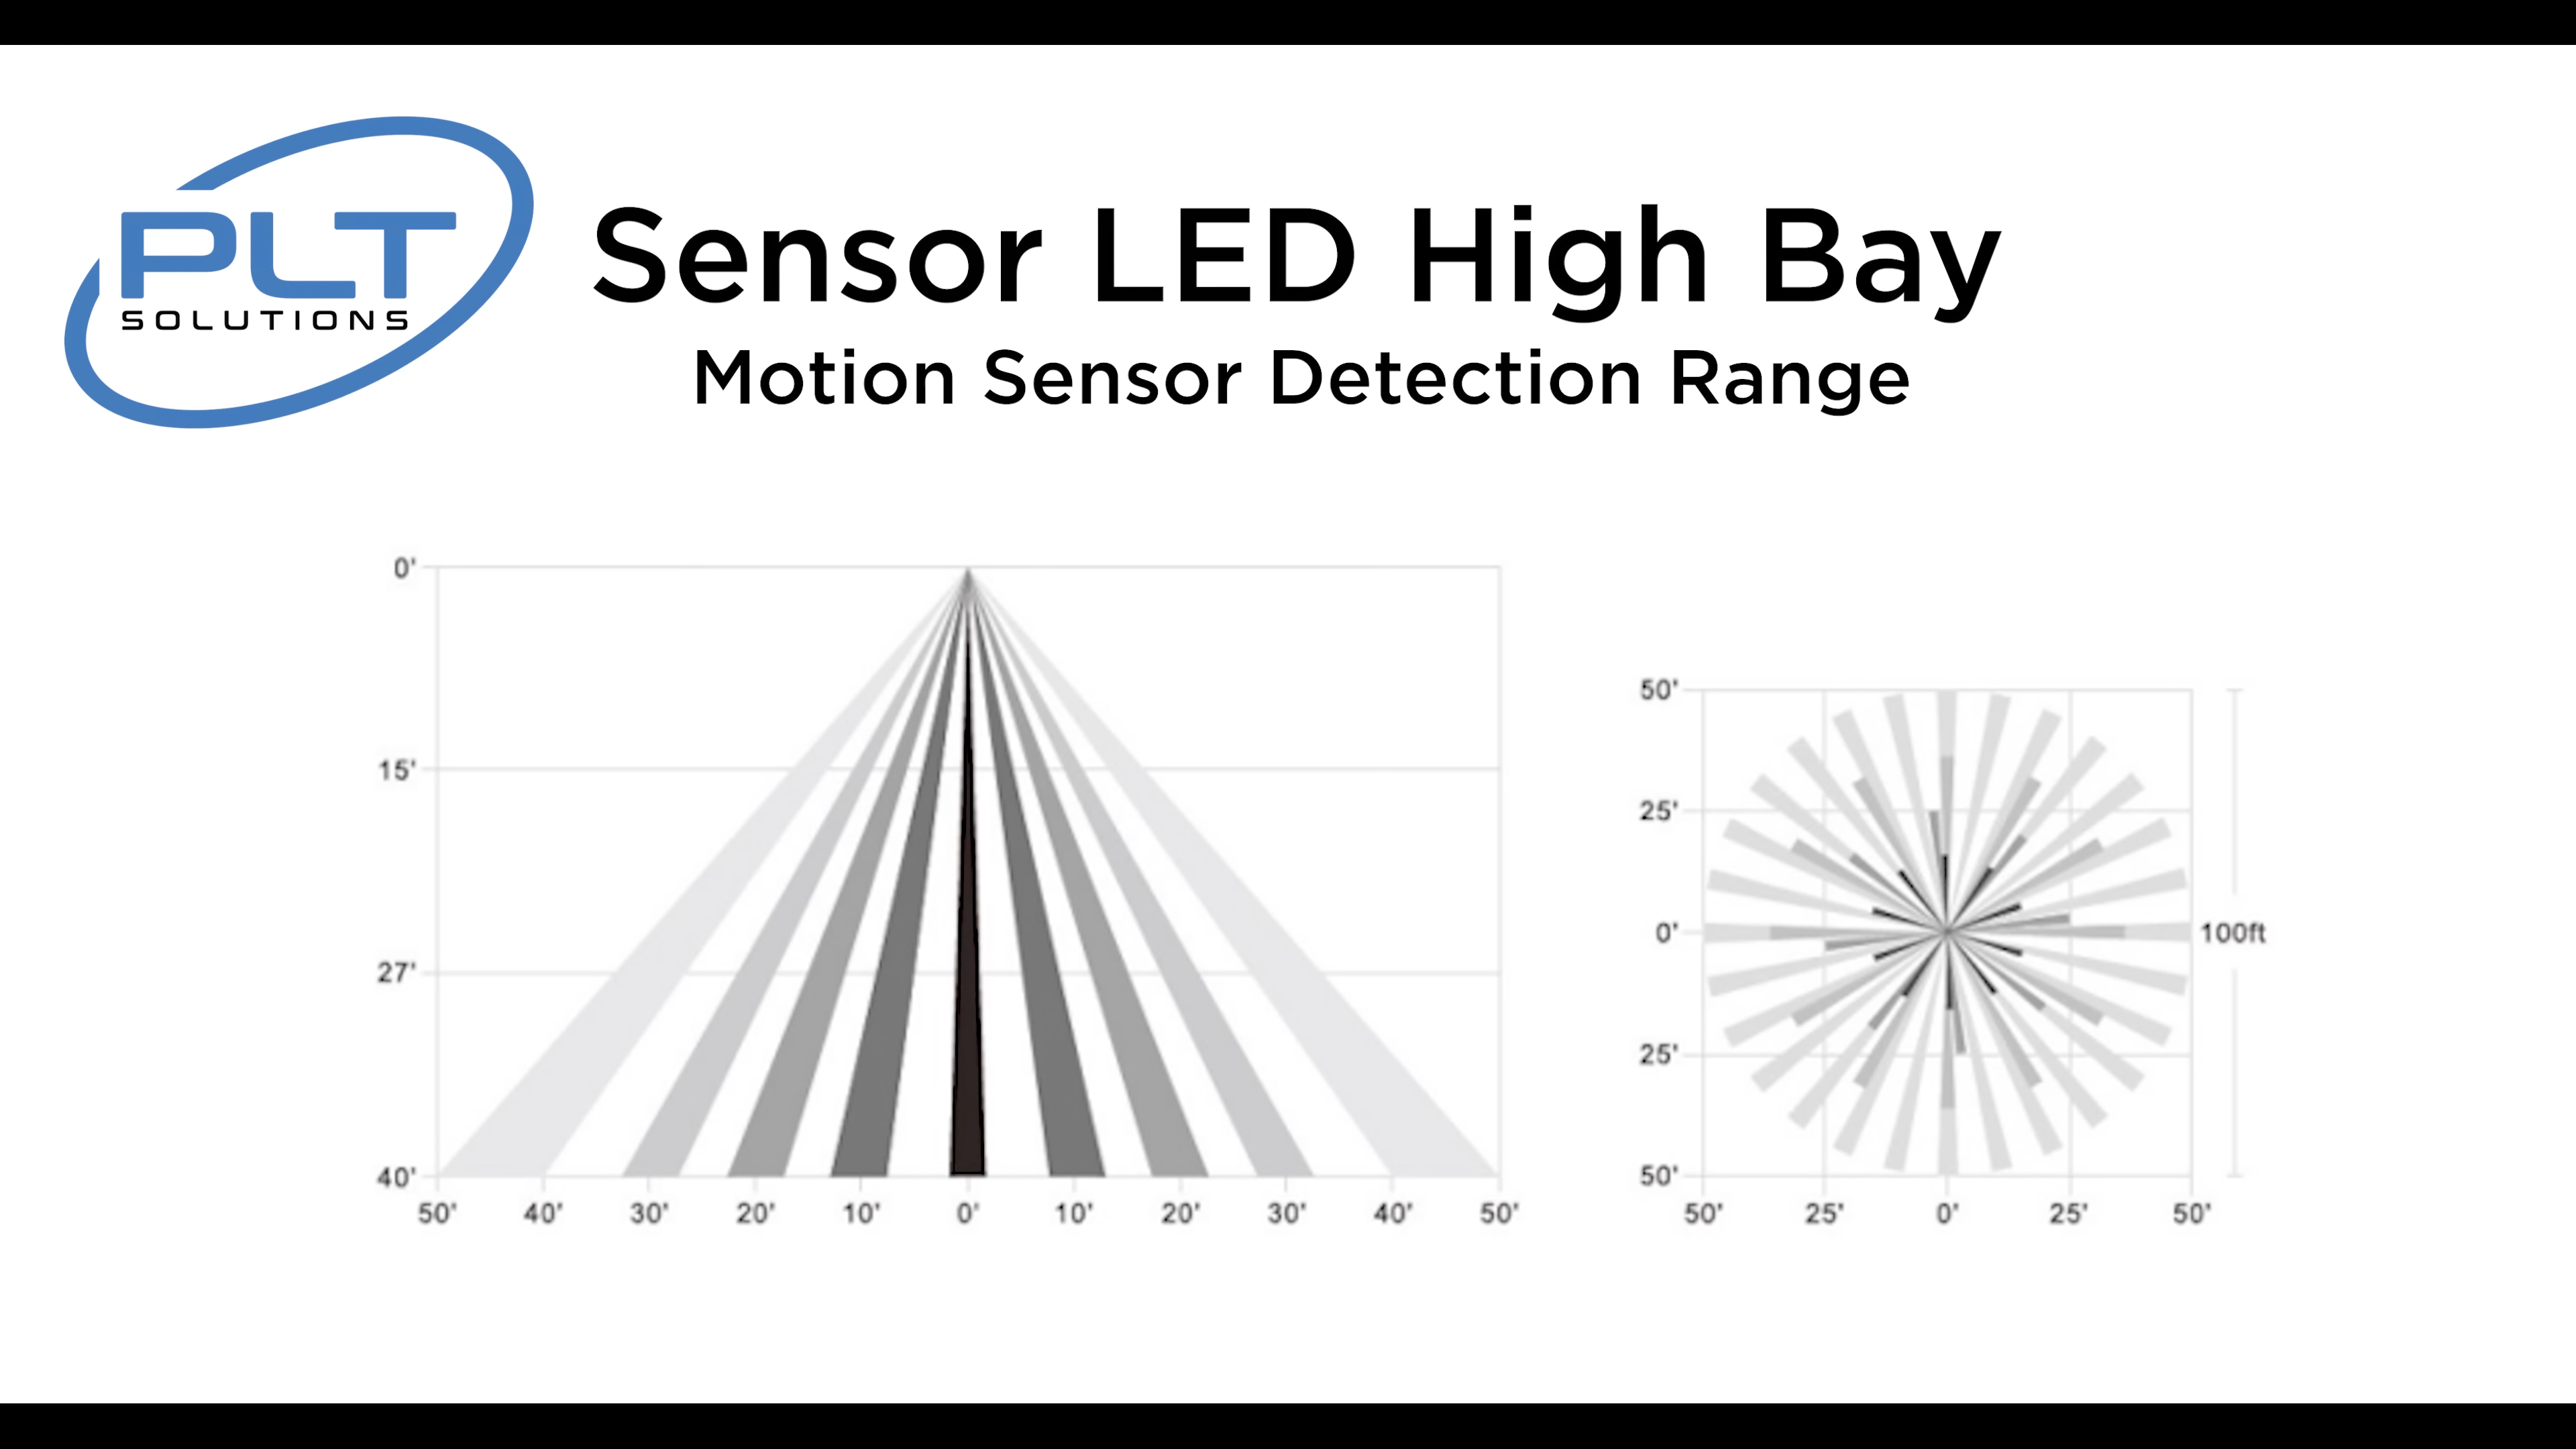 PLT
SOLUTIONS
Sensor LED High Bay
Motion Sensor Detection Range
0'
15'
27'
40'
50' 40' 30' 20' 10' 0' 10' 20' 30' 40' 50'
50'
25'
0'
25'
50'
50' 25' 0' 25' 50'
100ft